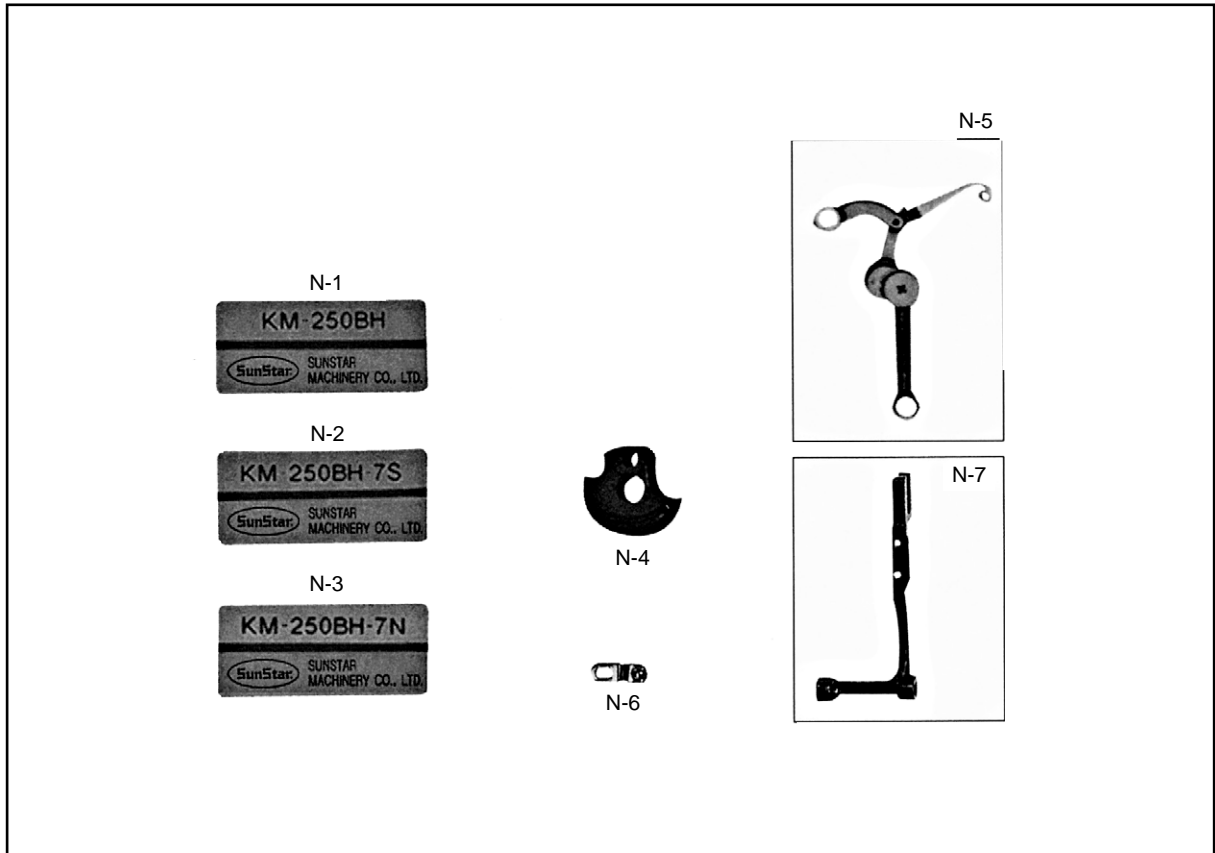 N-5
N-1
KM-250BH
SunStar. SUNSTAR
MACHINERY CO., LTD.
N-2
KM-250BH-7S
SunStar. SUNSTAR
MACHINERY CO., LTD.
N-7
N-4
N-3
KM-250BH-7N
SunStar. SUNSTAR
MACHINERY CO., LTD.
N-6